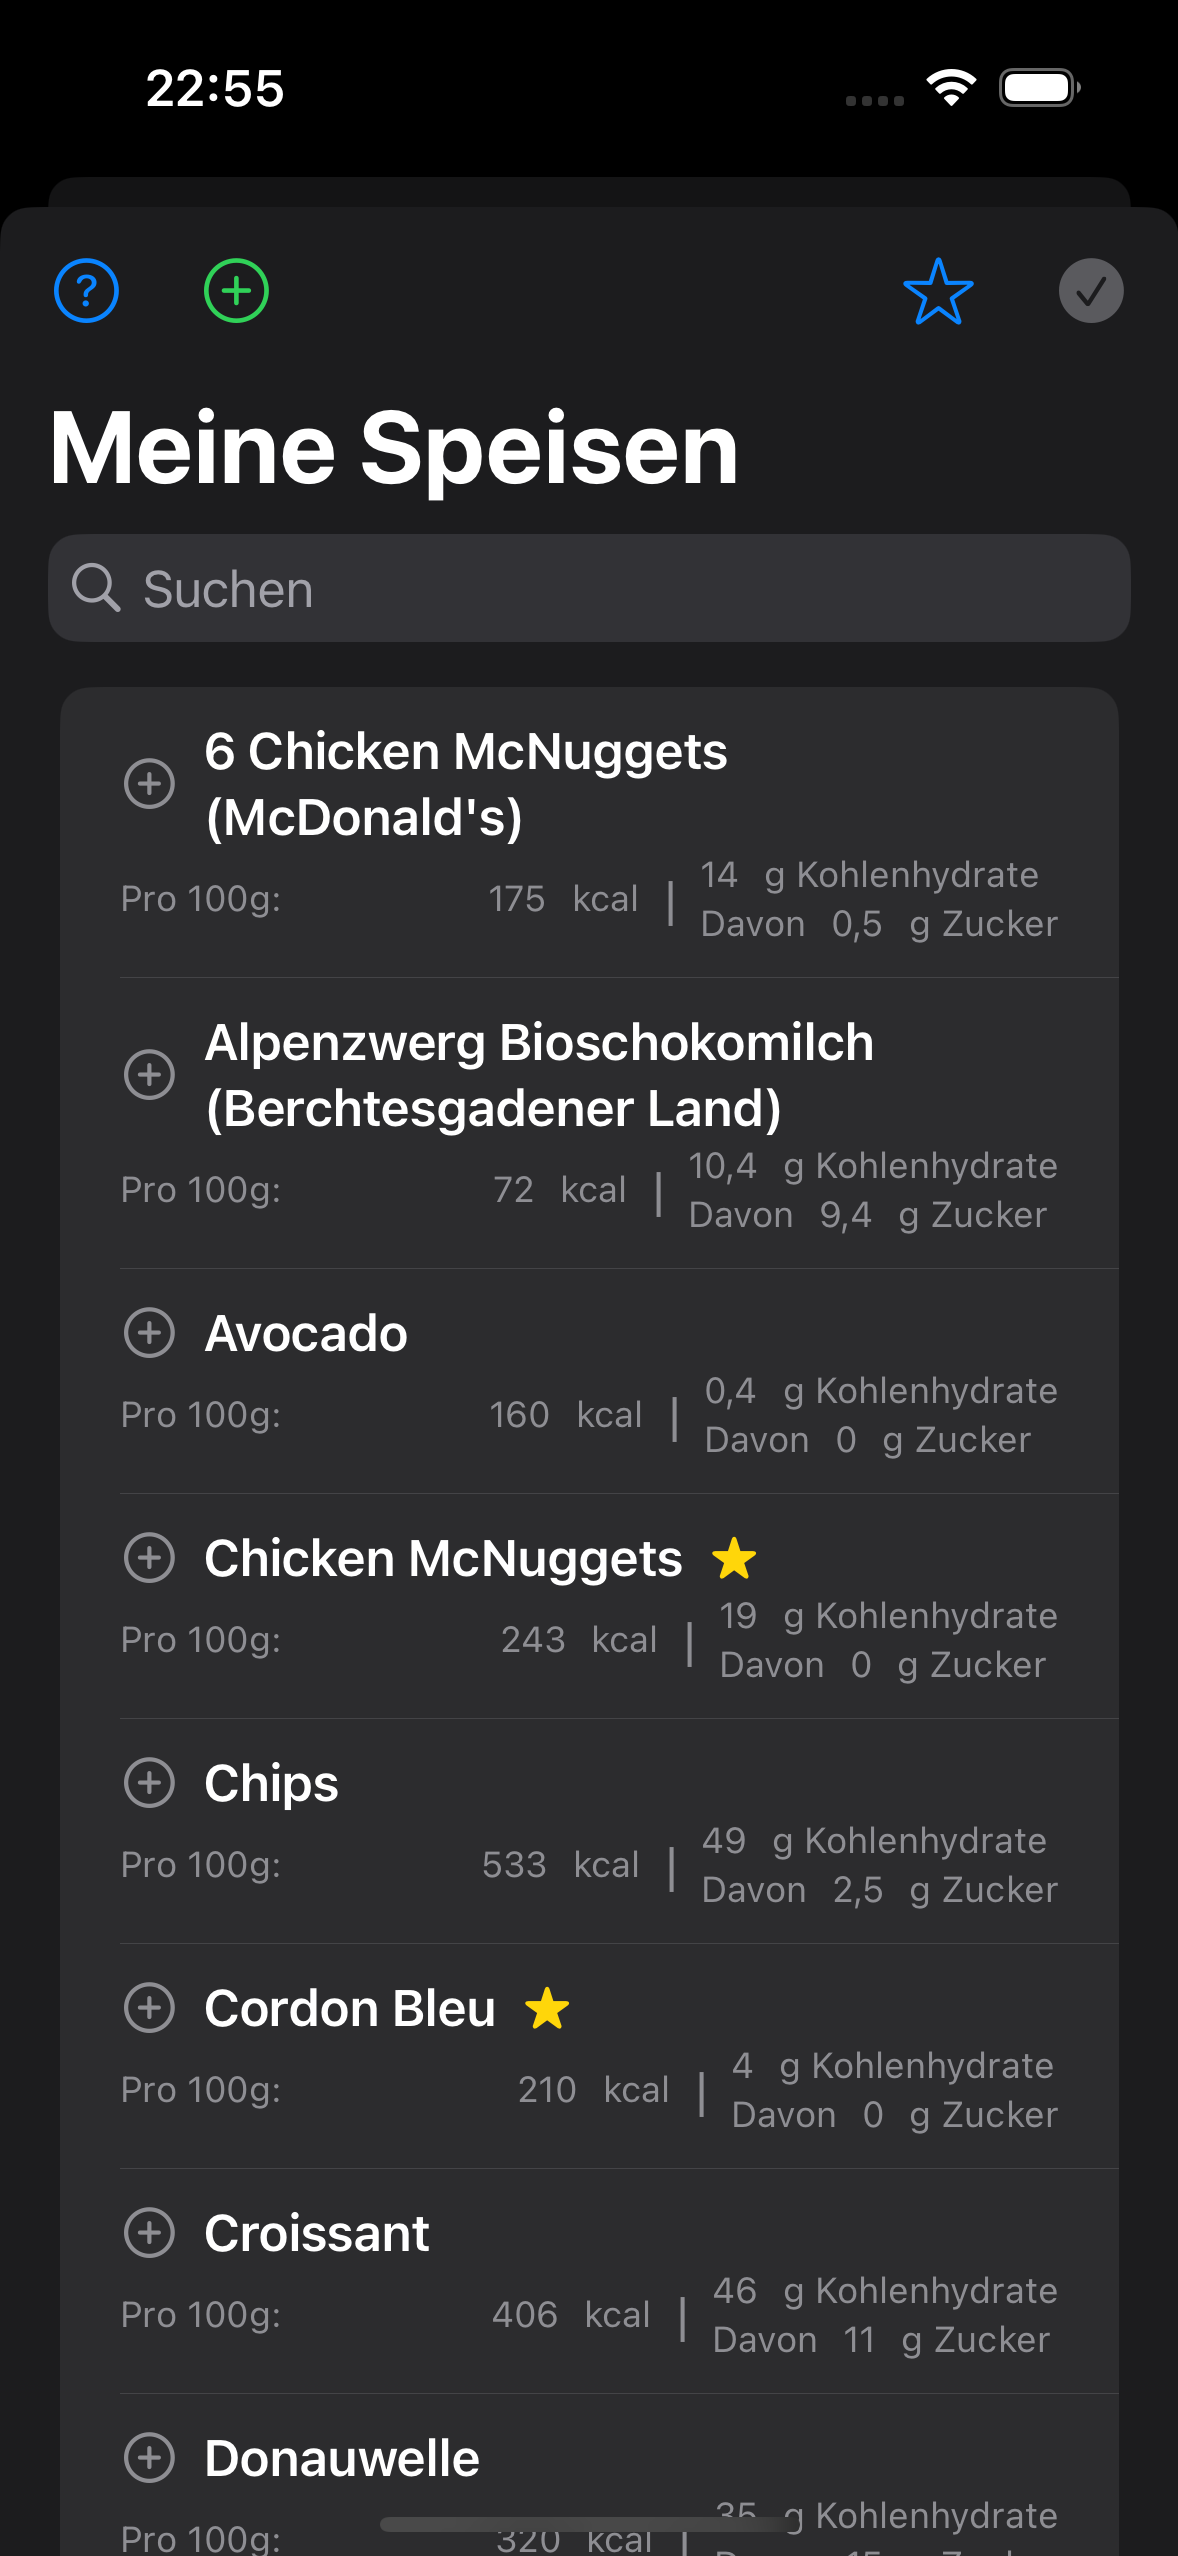 22:55
Meine Speisen
Suchen
6 Chicken McNuggets
(McDonald's)
Pro 100g: 175 kcal | 14 g Kohlenhydrate
Davon 0,5 g Zucker
Alpenzwerg Bioschokomilch
(Berchtesgadener Land)
Pro 100g: 72 kcal | 10,4 g Kohlenhydrate
Davon 9,4 g Zucker
Avocado
Pro 100g: 160 kcal | 0,4 g Kohlenhydrate
Davon 0 g Zucker
Chicken McNuggets
Pro 100g: 243 kcal | 19 g Kohlenhydrate
Davon 0 g Zucker
Chips
Pro 100g: 533 kcal | 49 g Kohlenhydrate
Davon 2,5 g Zucker
Cordon Bleu
Pro 100g: 210 kcal | 4 g Kohlenhydrate
Davon 0 g Zucker
Croissant
Pro 100g: 406 kcal | 46 g Kohlenhydrate
Davon 11 g Zucker
Donauwelle
Pro 100g: 320 kcal | 35 g Kohlenhydrate